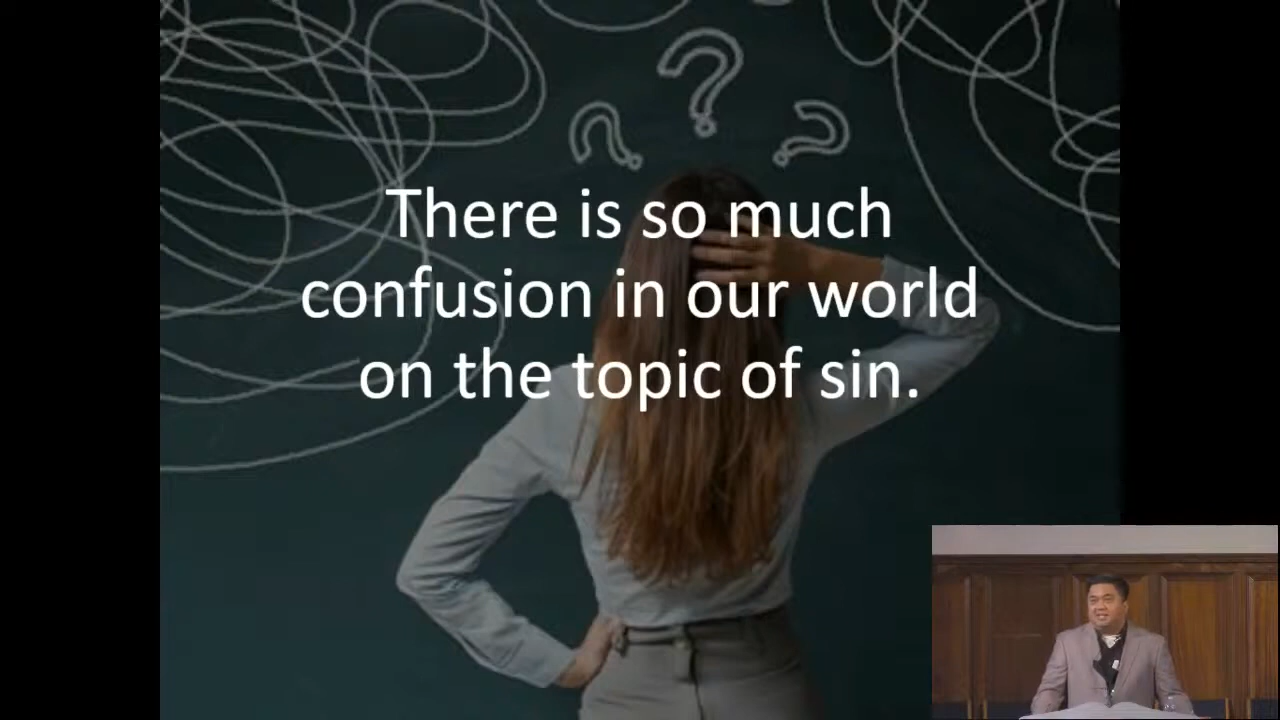 There is so much
confusion in our world
on the topic of sin.